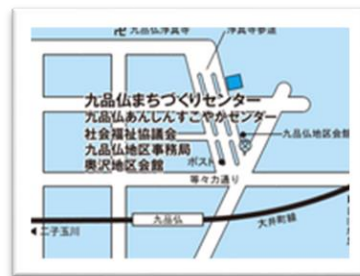 卍 九品仏浄真寺
浄真寺参道
九品仏まちづくりセンター
九品仏あんしんすこやかセンター
社会福祉協議会
九品仏地区会館
九品仏地区事務局
奥沢地区会館
ポスト
等々力通り
九品仏
大井町線
二子玉川